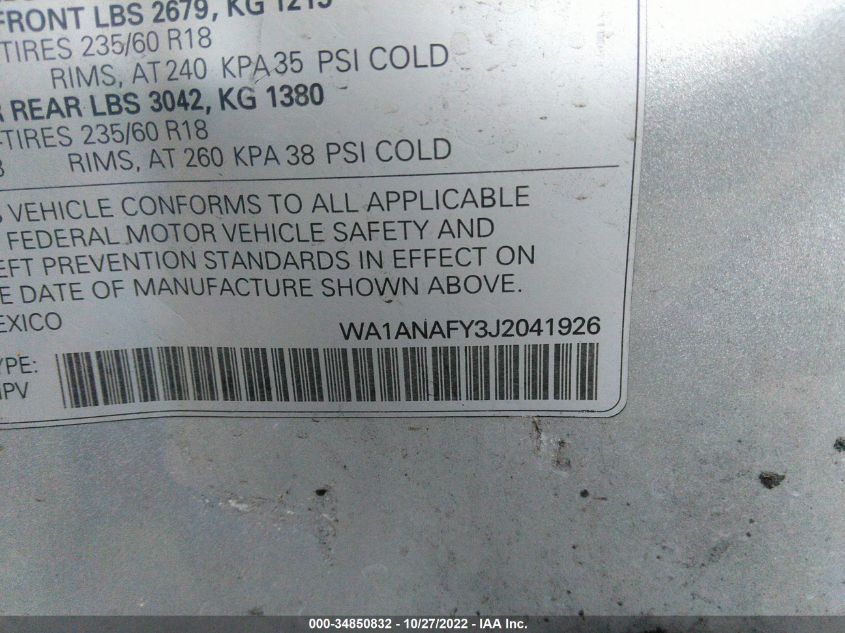 FRONT LBS 2679, KG 1215
TIRES 235/60 R18
RIMS, AT 240 KPA 35 PSI COLD
REAR LBS 3042, KG 1380
-TIRES 235/60 R18
RIMS, AT 260 KPA 38 PSI COLD
VEHICLE CONFORMS TO ALL APPLICABLE
FEDERAL MOTOR VEHICLE SAFETY AND
EFT PREVENTION STANDARDS IN EFFECT ON
E DATE OF MANUFACTURE SHOWN ABOVE.
EXICO
WA1ANAFY3J2041926
YPE:
MPV
000-34850832 - 10/27/2022 - IAA Inc.